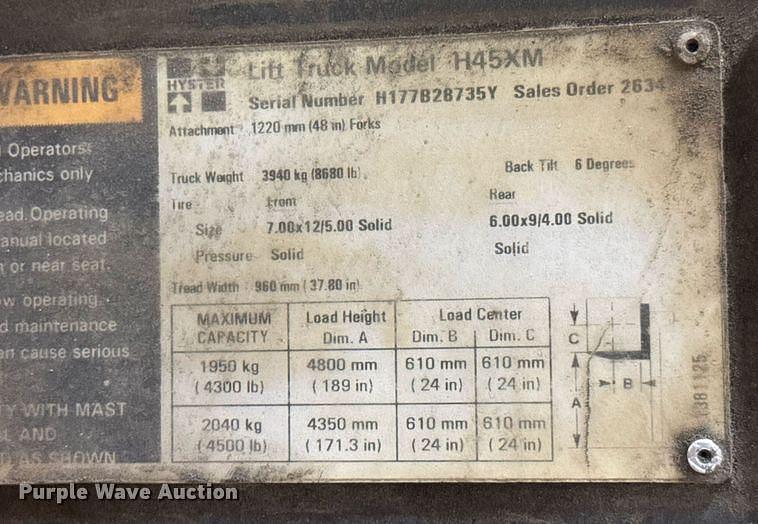 WARNING
Operators
chanics only
ead Operating
anual located
n or near seat.
w operating
d maintenance
an cause serious
TY WITH MAST
AND
D AS SHOWN
HYSTER
Lift Truck Model H45XM
Serial Number H177B28735Y Sales Order 2634
Attachment 1220 mm (48 in) Forks
Truck Weight 3940 kg (8680 lb) Back Tilt 6 Degrees
Tire Front Rear
Size 7.00x12/5.00 Solid 6.00x9/4.00 Solid
Pressure Solid Solid
Tread Width 960 mm (37.80 in)
MAXIMUM CAPACITY Load Height Dim. A Load Center Dim. B Dim. C
1950 kg 4800 mm 610 mm 610 mm
(4300 lb) (189 in) (24 in) (24 in)
2040 kg 4350 mm 610 mm 610 mm
(4500 lb) (171.3 in) (24 in) (24 in)
C
B
A
381125
Purple Wave Auction